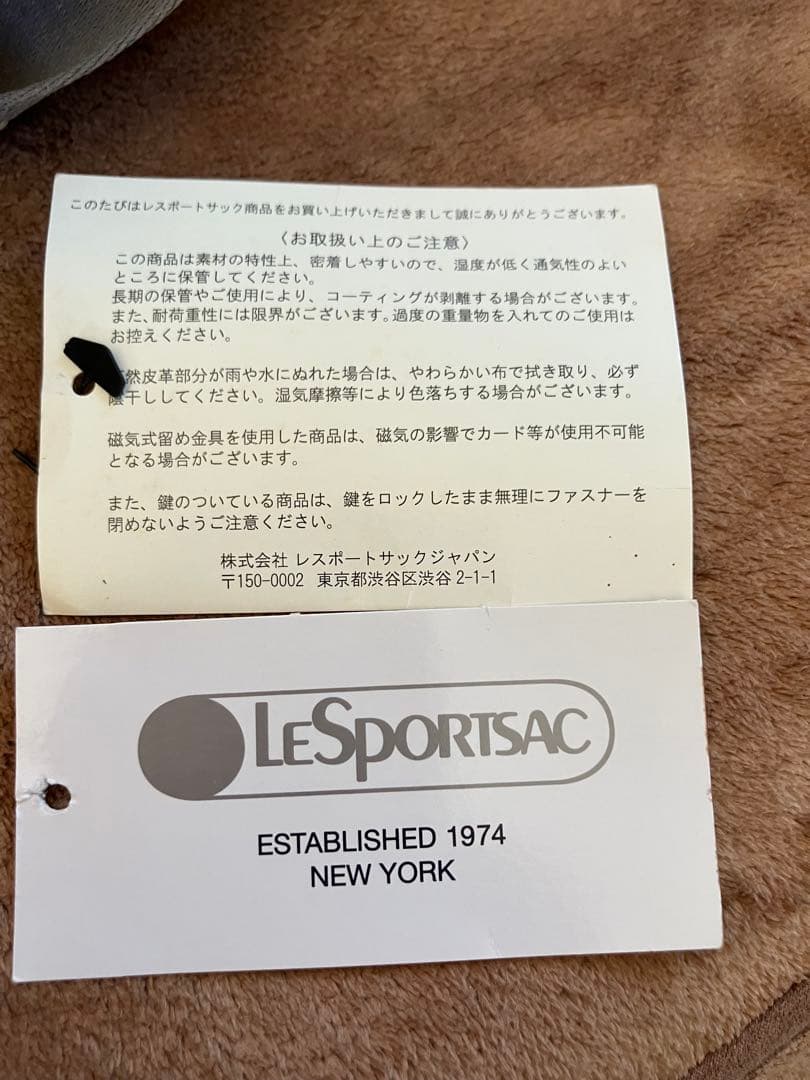 このたびはレスポートサック商品をお買い上げいただきまして誠にありがとうございます。
〈お取扱い上のご注意〉
この商品は素材の特性上、密着しやすいので、湿度が低く通気性のよい
ところに保管してください。
長期の保管やご使用により、コーティングが剥離する場合がございます。
また、耐荷重性には限界がございます。過度の重量物を入れてのご使用は
お控えください。
然皮革部分が雨や水にぬれた場合は、やわらかい布で拭き取り、必ず
陰干ししてください。湿気摩擦等により色落ちする場合がございます。
磁気式留め金具を使用した商品は、磁気の影響でカード等が使用不可能
となる場合がございます。
また、鍵のついている商品は、鍵をロックしたまま無理にファスナーを
閉めないようご注意ください。
株式会社 レスポートサックジャパン
〒150-0002 東京都渋谷区渋谷 2-1-1
LESPORTSAC
ESTABLISHED 1974
NEW YORK